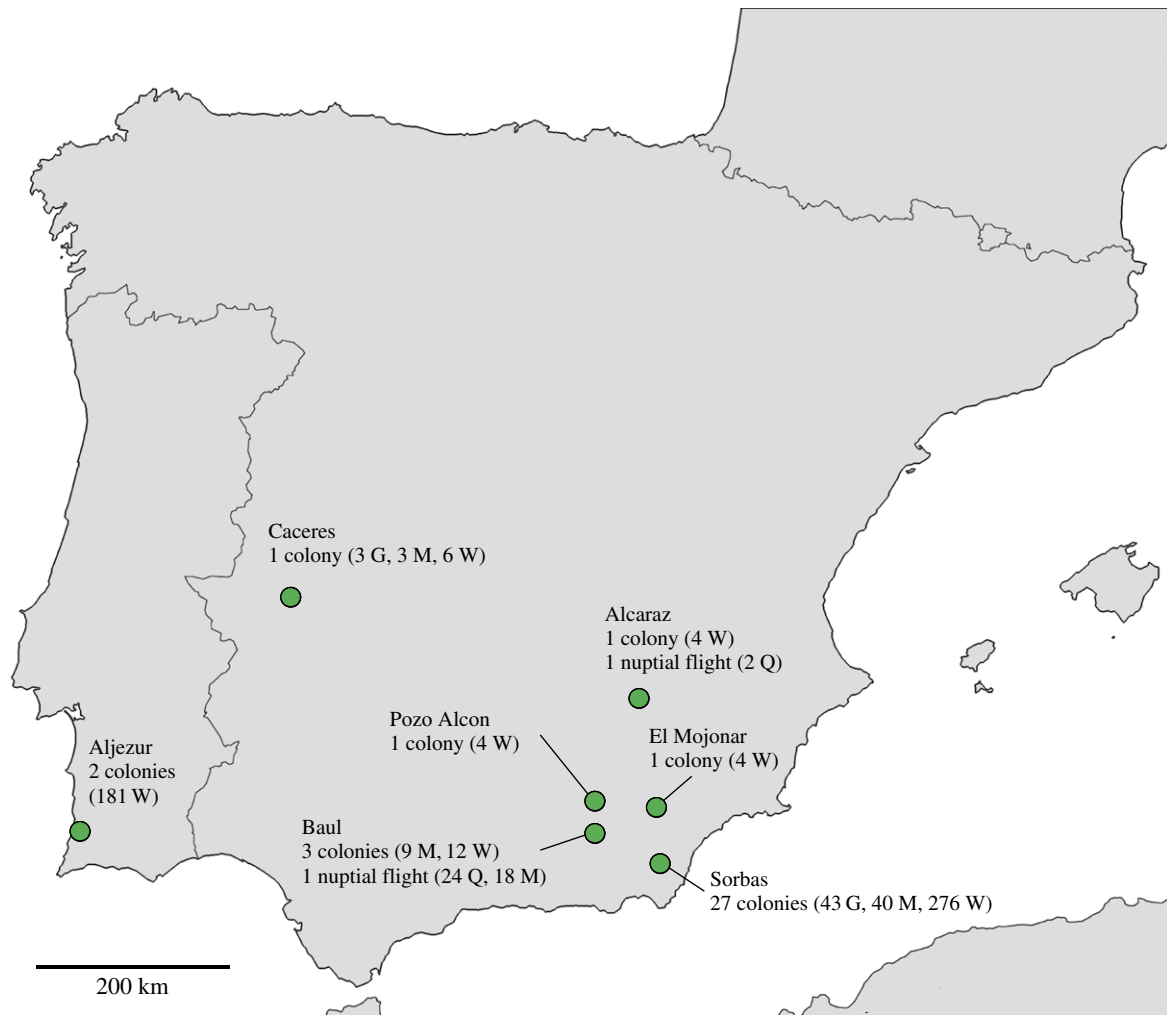 Caceres
1 colony (3 G, 3 M, 6 W)
Alcaraz
1 colony (4 W)
1 nuptial flight (2 Q)
Pozo Alcon
1 colony (4 W)
El Mojonar
1 colony (4 W)
Aljezur
2 colonies
(181 W)
Baul
3 colonies (9 M, 12 W)
1 nuptial flight (24 Q, 18 M)
Sorbas
27 colonies (43 G, 40 M, 276 W)
200 km